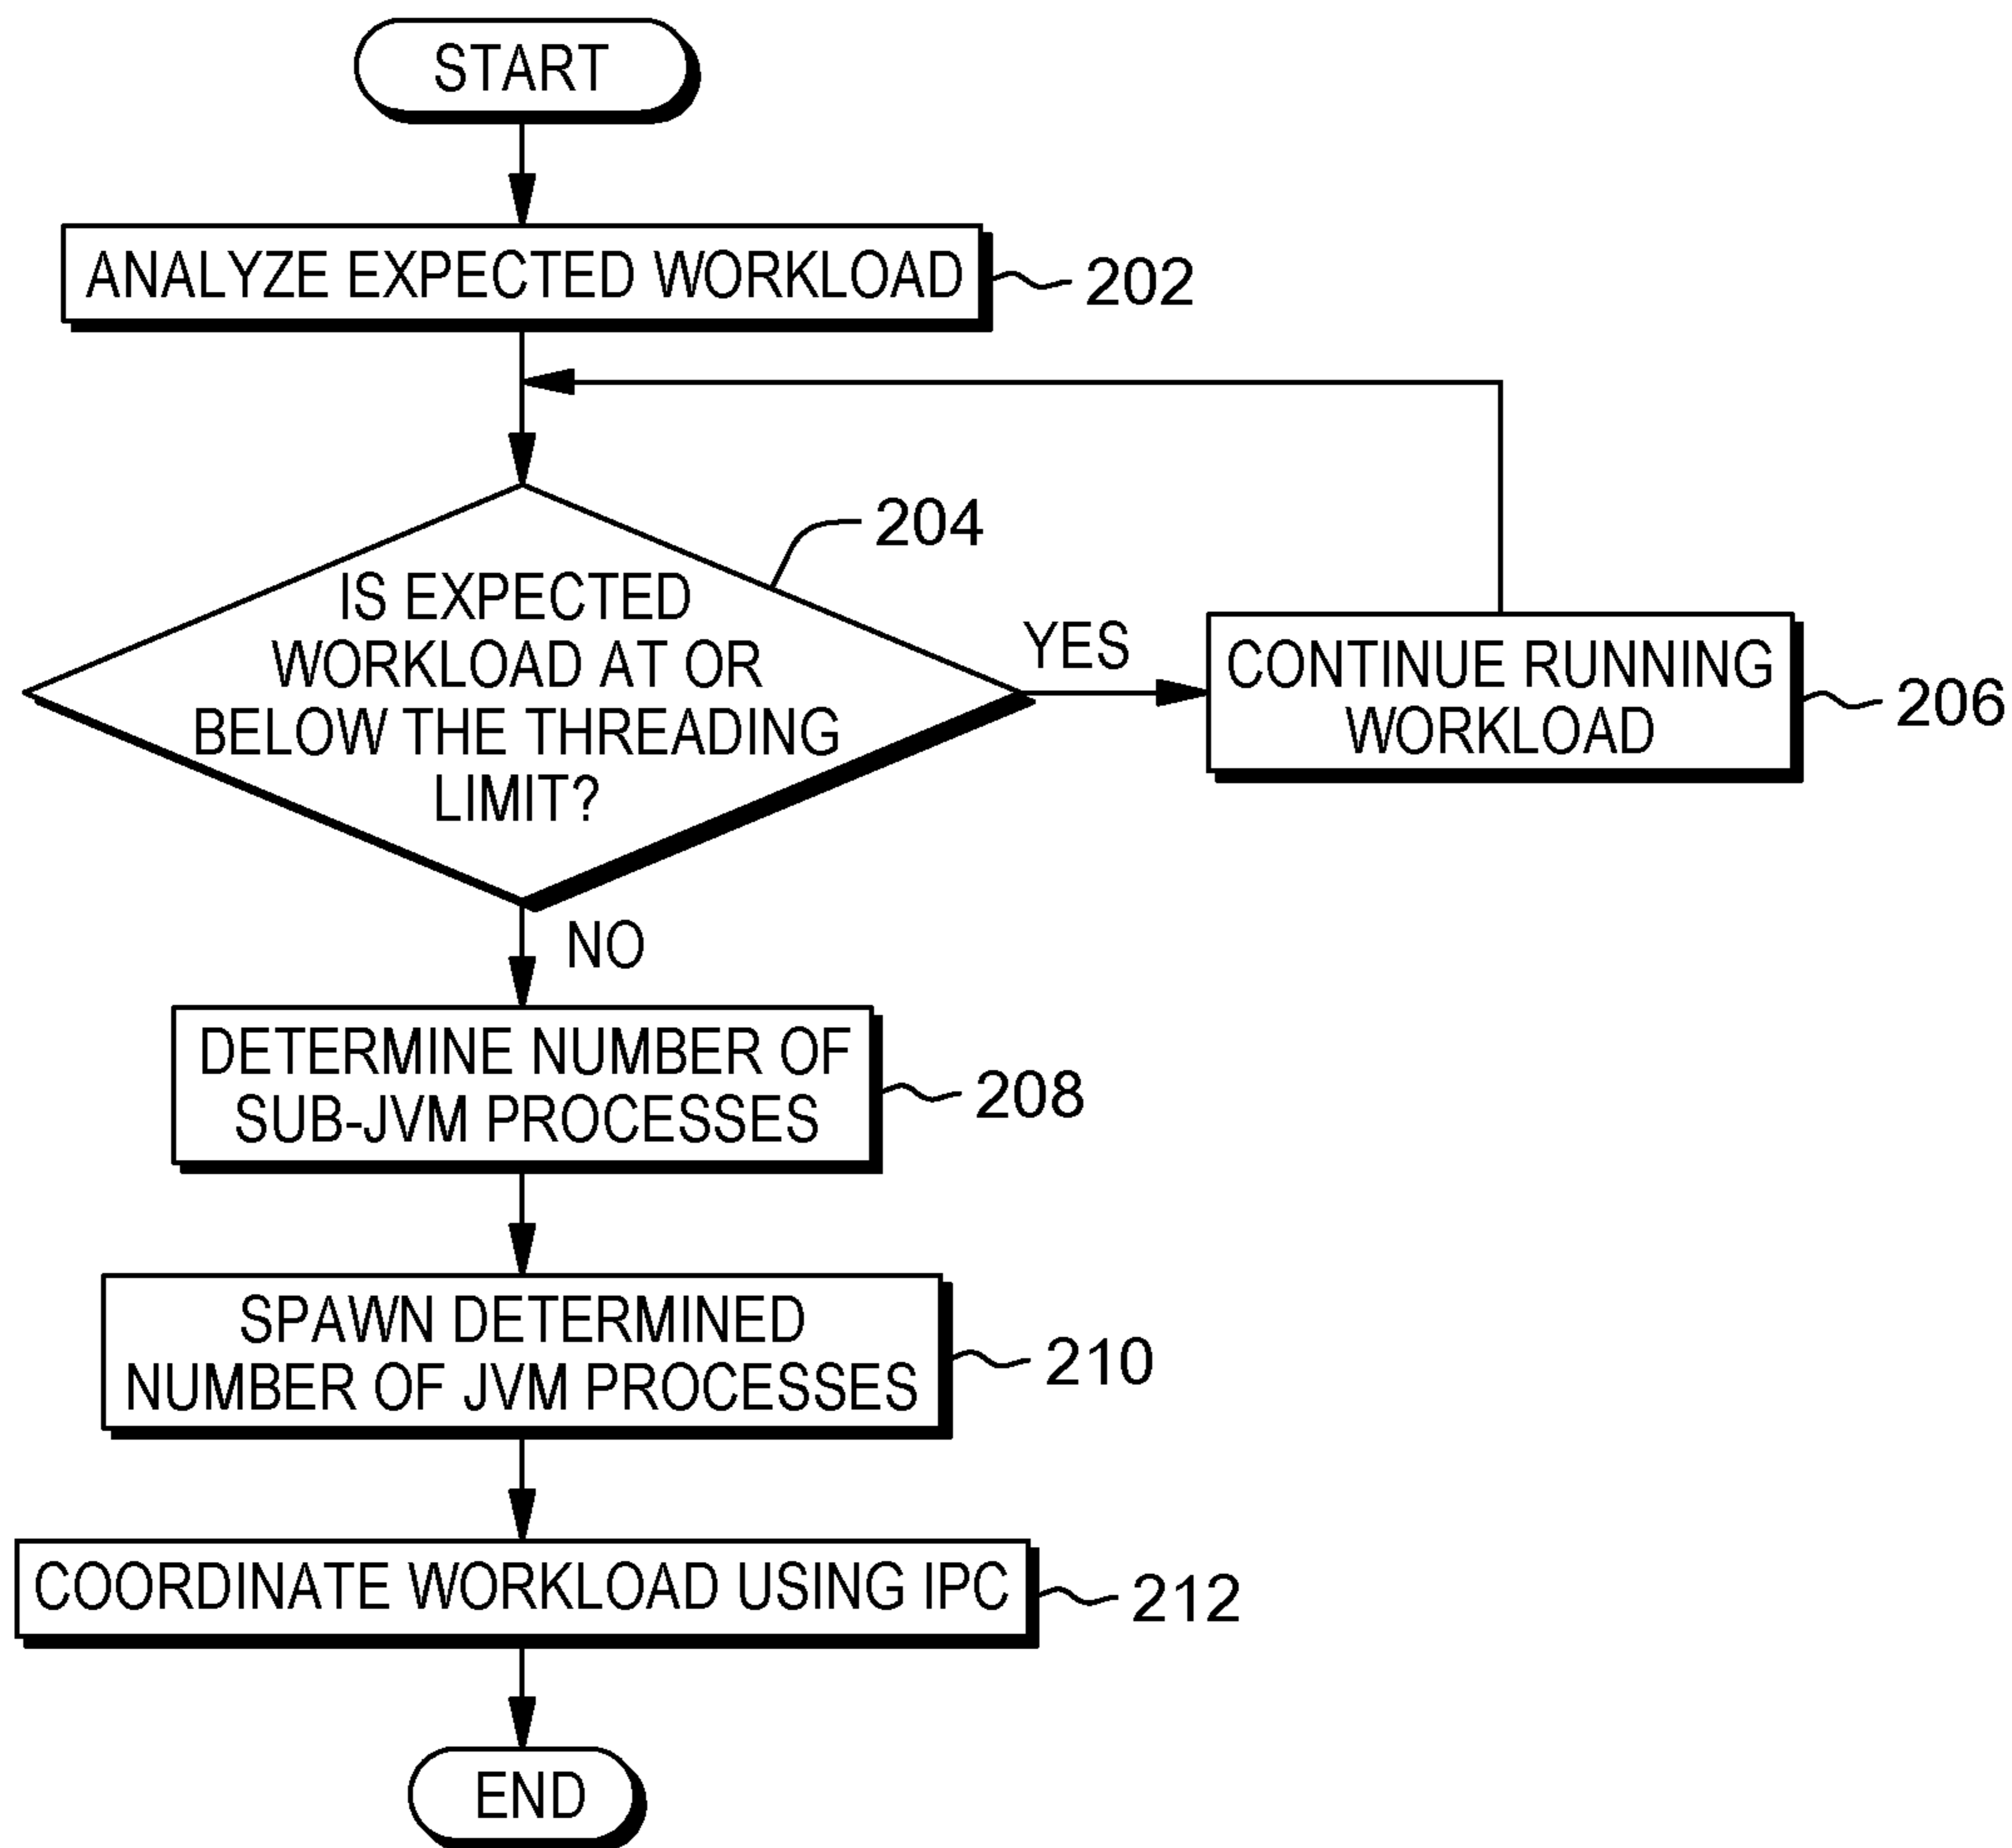 START
ANALYZE EXPECTED WORKLOAD
202
204
IS EXPECTED
WORKLOAD AT OR
BELOW THE THREADING
LIMIT?
YES
CONTINUE RUNNING
WORKLOAD
206
NO
DETERMINE NUMBER OF
SUB-JVM PROCESSES
208
SPAWN DETERMINED
NUMBER OF JVM PROCESSES
210
COORDINATE WORKLOAD USING IPC
212
END